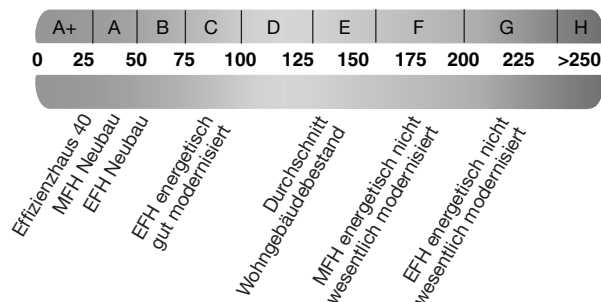 A+ A B C D E F G H
0 25 50 75 100 125 150 175 200 225 >250
Effizienzhaus 40
MFH Neubau
EFH Neubau
EFH energetisch
gut modernisiert
Durchschnitt
Wohngebäudebestand
MFH energetisch nicht
wesentlich modernisiert
EFH energetisch nicht
wesentlich modernisiert